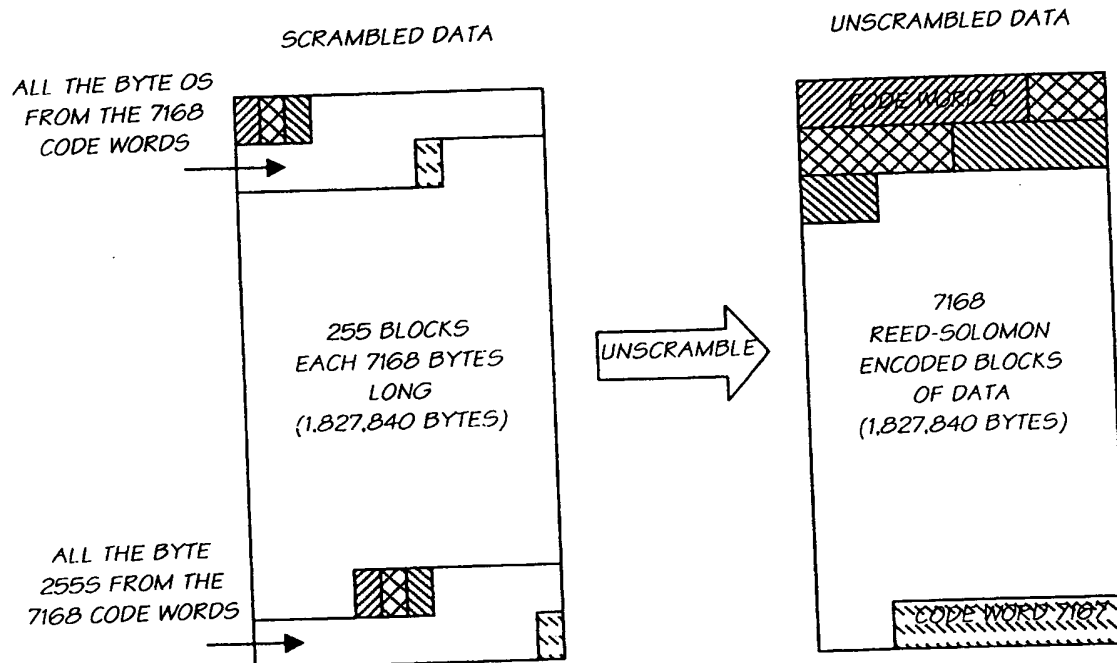 SCRAMBLED DATA
UNSCRAMBLED DATA
ALL THE BYTE OS
FROM THE 7168
CODE WORDS
CODE WORD 0
255 BLOCKS
EACH 7168 BYTES
LONG
(1,827,840 BYTES)
UNSCRAMBLE
7168
REED-SOLOMON
ENCODED BLOCKS
OF DATA
(1,827,840 BYTES)
ALL THE BYTE
255S FROM THE
7168 CODE WORDS
CODE WORD 7167